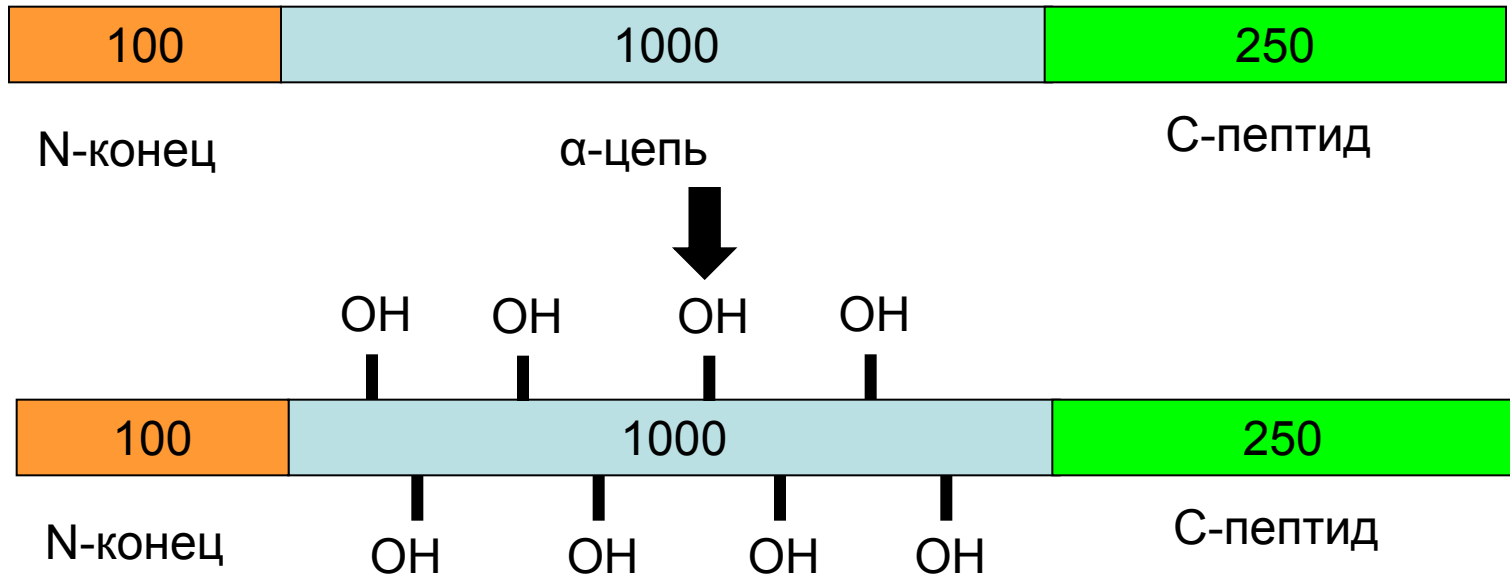 100 1000 250
N-конец α-цепь С-пептид
OH OH OH OH
100 1000 250
N-конец OH OH OH OH С-пептид